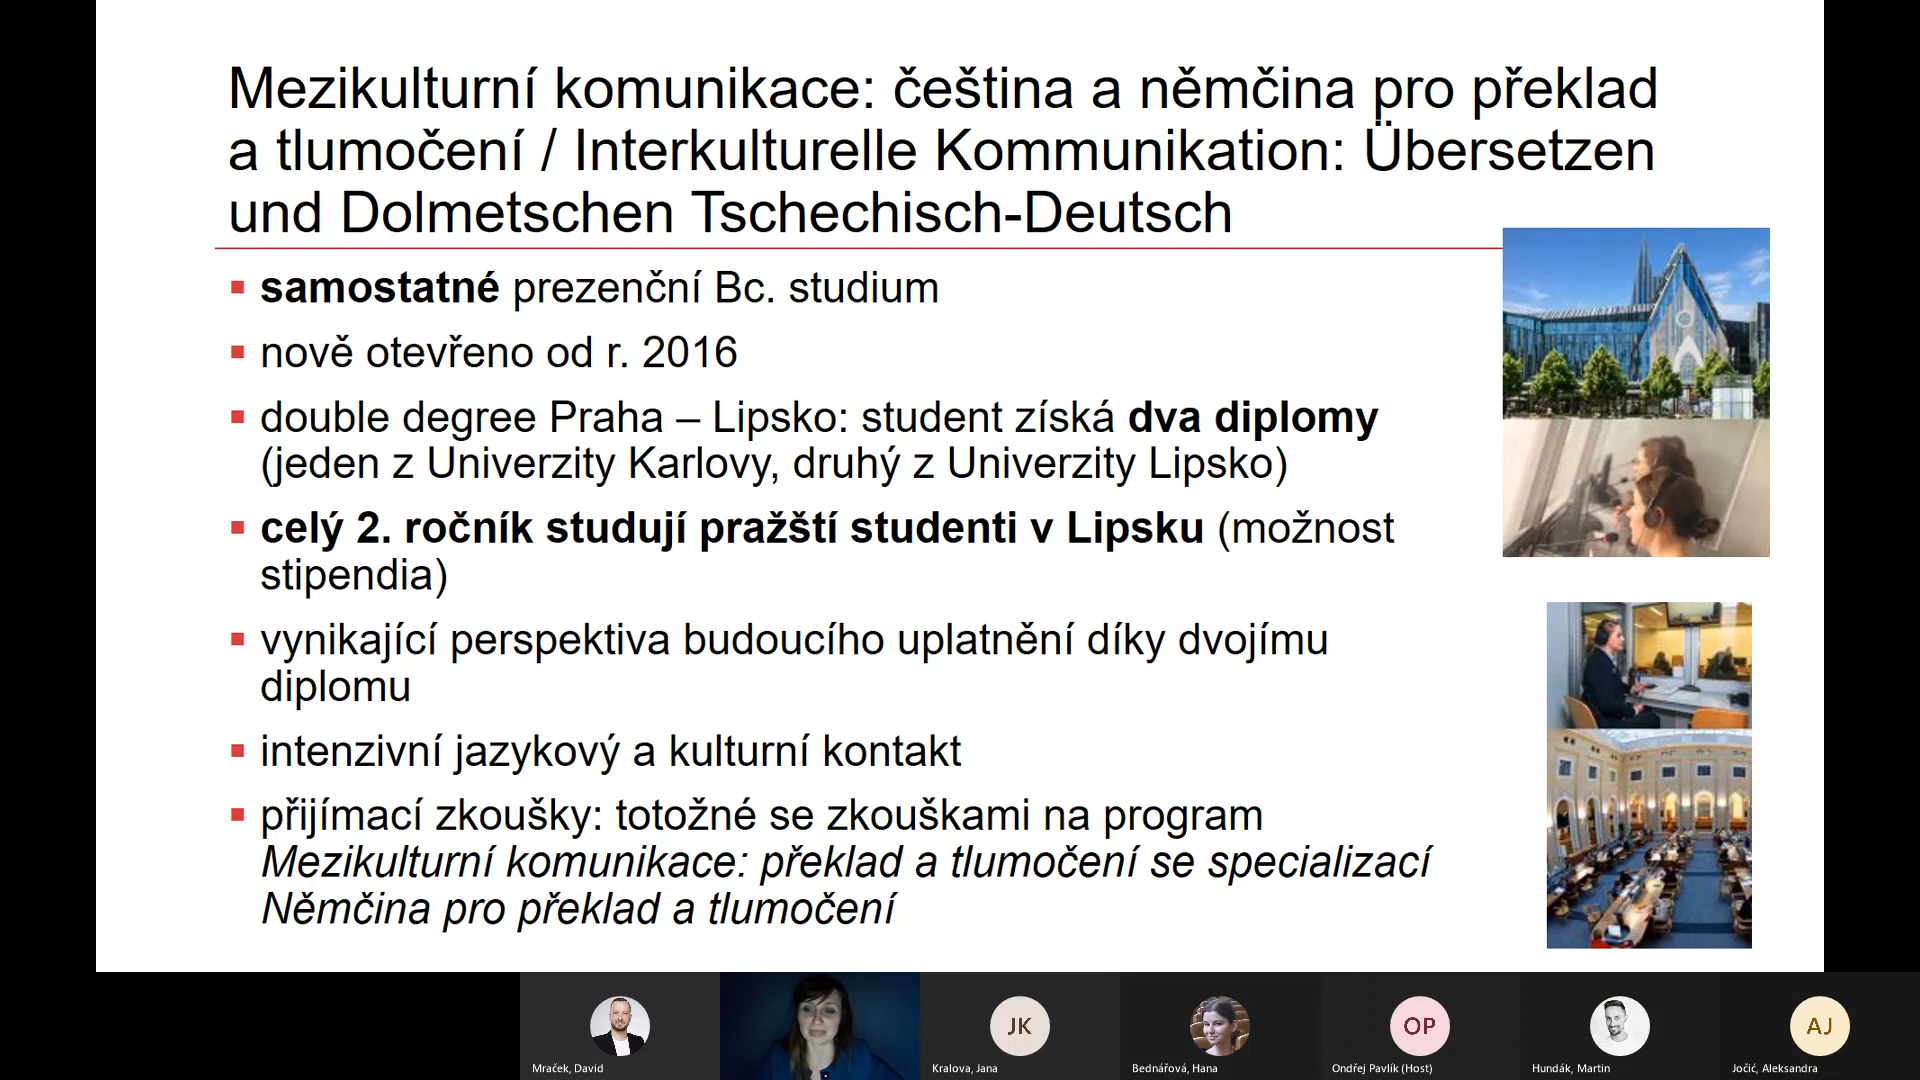 Mezikulturní komunikace: čeština a němčina pro překlad
a tlumočení / Interkulturelle Kommunikation: Übersetzen
und Dolmetschen Tschechisch-Deutsch
▪ samostatné prezenční Bc. studium
▪ nově otevřeno od r. 2016
▪ double degree Praha – Lipsko: student získá dva diplomy
(jeden z Univerzity Karlovy, druhý z Univerzity Lipsko)
▪ celý 2. ročník studují pražští studenti v Lipsku (možnost
stipendia)
▪ vynikající perspektiva budoucího uplatnění díky dvojímu
diplomu
▪ intenzivní jazykový a kulturní kontakt
▪ přijímací zkoušky: totožné se zkouškami na program
Mezikulturní komunikace: překlad a tlumočení se specializací
Němčina pro překlad a tlumočení
JK
OP
AJ
Mraček, David
Kralova, Jana
Bednářová, Hana
Ondřej Pavlík (Host)
Hundák, Martin
Jočić, Aleksandra